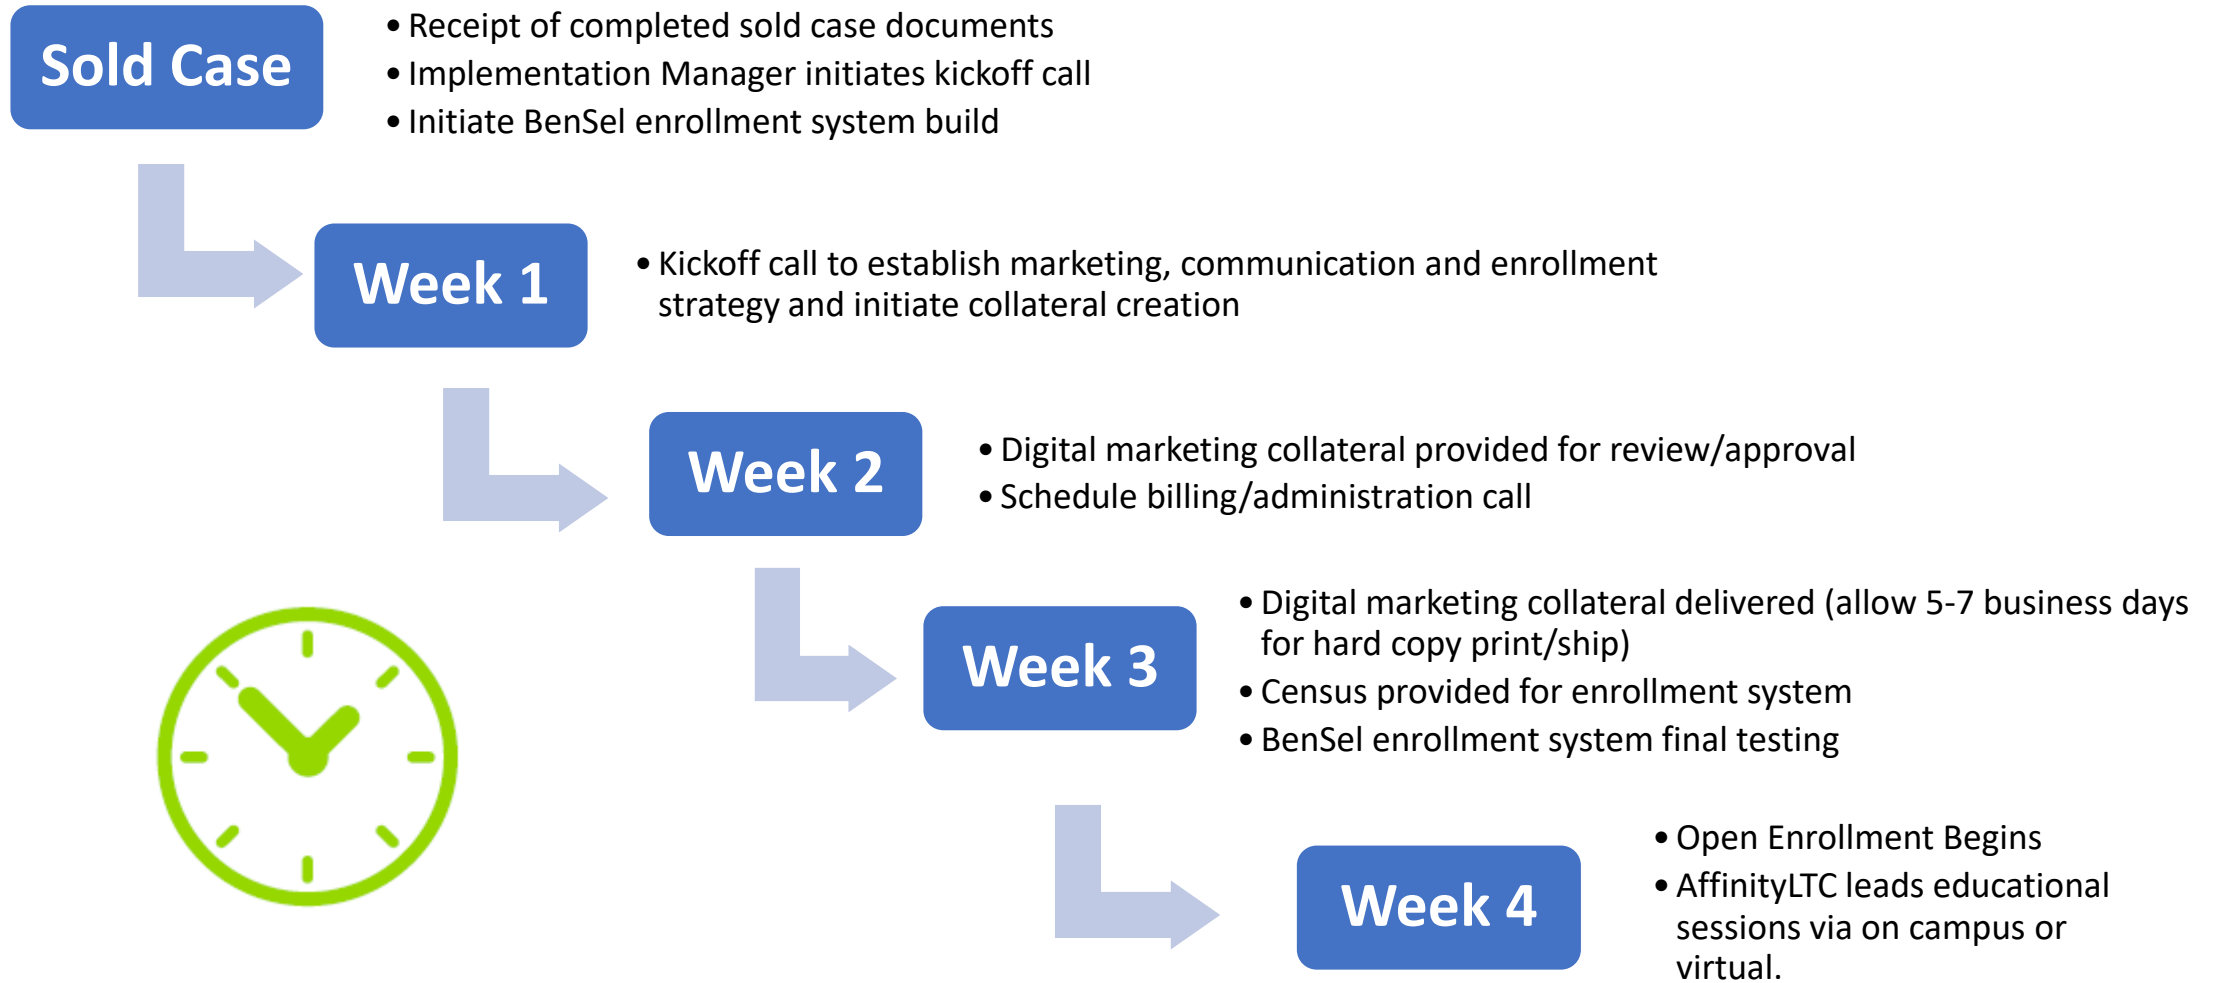 Sold Case
• Receipt of completed sold case documents
• Implementation Manager initiates kickoff call
• Initiate BenSel enrollment system build
Week 1
• Kickoff call to establish marketing, communication and enrollment
strategy and initiate collateral creation
Week 2
• Digital marketing collateral provided for review/approval
• Schedule billing/administration call
Week 3
• Digital marketing collateral delivered (allow 5-7 business days
for hard copy print/ship)
• Census provided for enrollment system
• BenSel enrollment system final testing
Week 4
• Open Enrollment Begins
• AffinityLTC leads educational
sessions via on campus or
virtual.